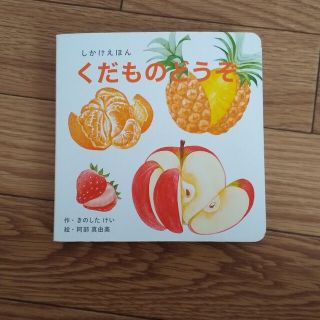 しかけえほん
くだものどうぞ
作・きのした けい
絵・阿部 真由美